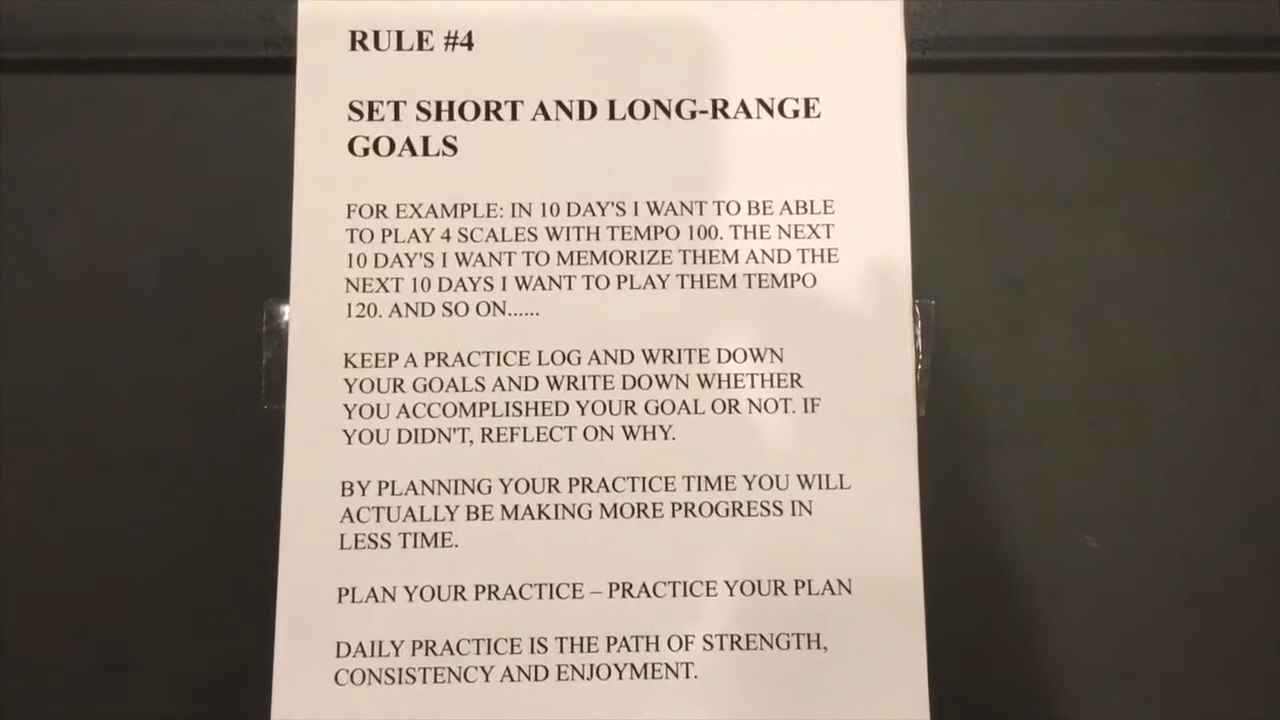 RULE #4
SET SHORT AND LONG-RANGE
GOALS
FOR EXAMPLE: IN 10 DAY'S I WANT TO BE ABLE
TO PLAY 4 SCALES WITH TEMPO 100. THE NEXT
10 DAY'S I WANT TO MEMORIZE THEM AND THE
NEXT 10 DAYS I WANT TO PLAY THEM TEMPO
120. AND SO ON......
KEEP A PRACTICE LOG AND WRITE DOWN
YOUR GOALS AND WRITE DOWN WHETHER
YOU ACCOMPLISHED YOUR GOAL OR NOT. IF
YOU DIDN'T, REFLECT ON WHY.
BY PLANNING YOUR PRACTICE TIME YOU WILL
ACTUALLY BE MAKING MORE PROGRESS IN
LESS TIME.
PLAN YOUR PRACTICE – PRACTICE YOUR PLAN
DAILY PRACTICE IS THE PATH OF STRENGTH,
CONSISTENCY AND ENJOYMENT.